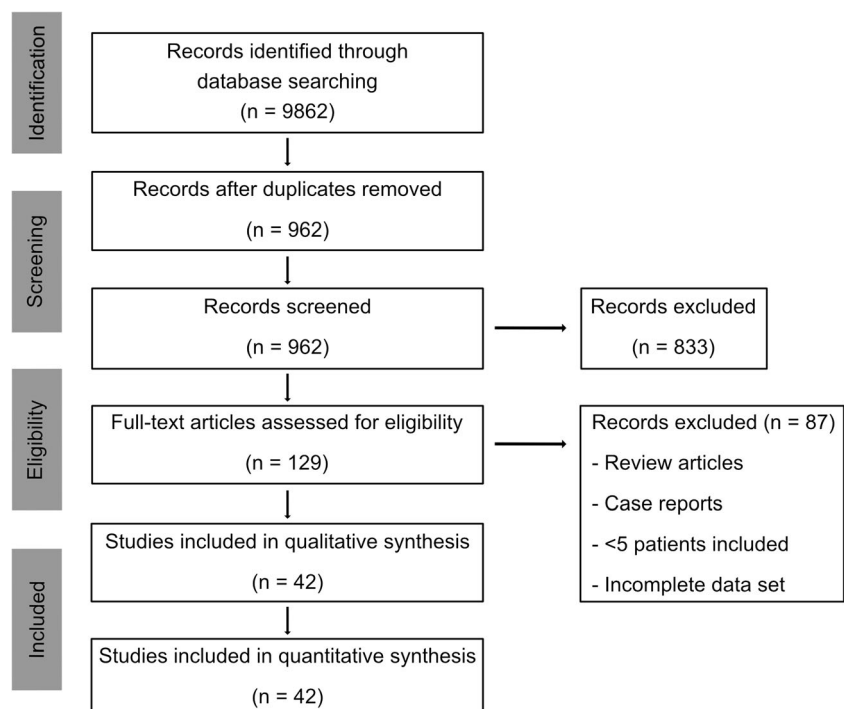 Identification
Records identified through
database searching
(n = 9862)
Records after duplicates removed
(n = 962)
Screening
Records screened
(n = 962)
Records excluded
(n = 833)
Eligibility
Full-text articles assessed for eligibility
(n = 129)
Records excluded (n = 87)
- Review articles
- Case reports
- <5 patients included
- Incomplete data set
Studies included in qualitative synthesis
(n = 42)
Included
Studies included in quantitative synthesis
(n = 42)